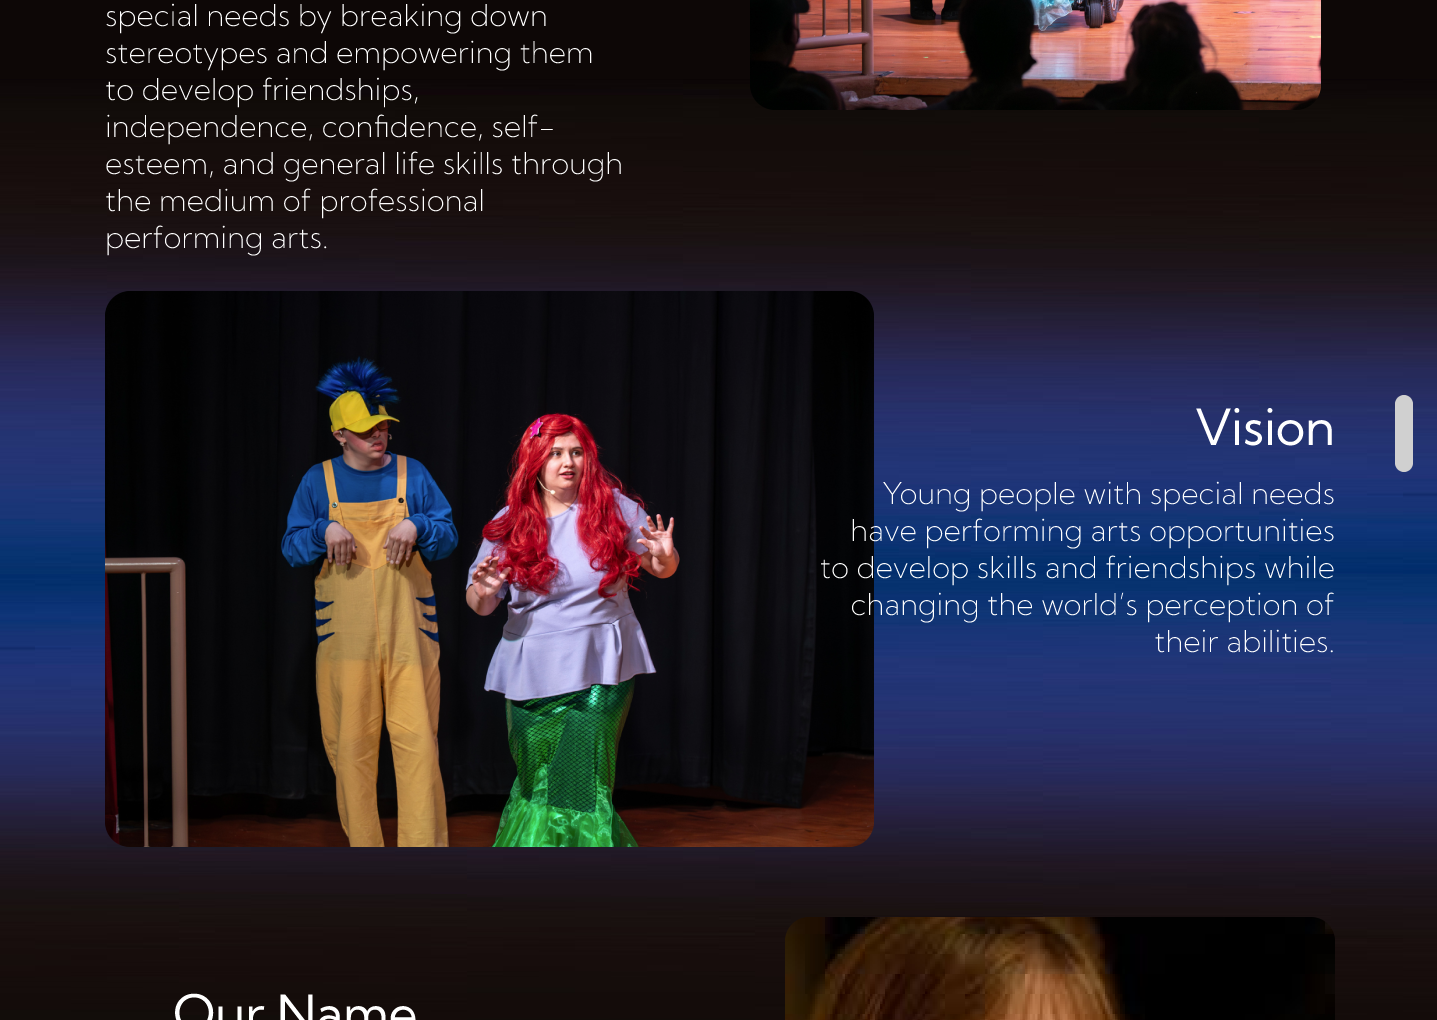 special needs by breaking down
stereotypes and empowering them
to develop friendships,
independence, confidence, self-
esteem, and general life skills through
the medium of professional
performing arts.
Vision
Young people with special needs
have performing arts opportunities
to develop skills and friendships while
changing the world’s perception of
their abilities.
Our Name